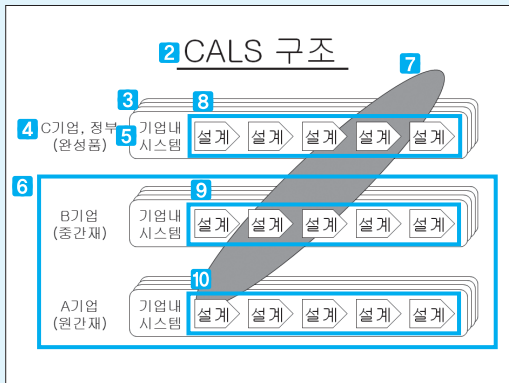 2 CALS 구조
7
3
8
4 C기업, 정부
(완성품)
5 기업내
시스템
설계 설계 설계 설계 설계
6
9
B기업
(중간재)
기업내
시스템
설계 설계 설계 설계 설계
10
A기업
(원간재)
기업내
시스템
설계 설계 설계 설계 설계